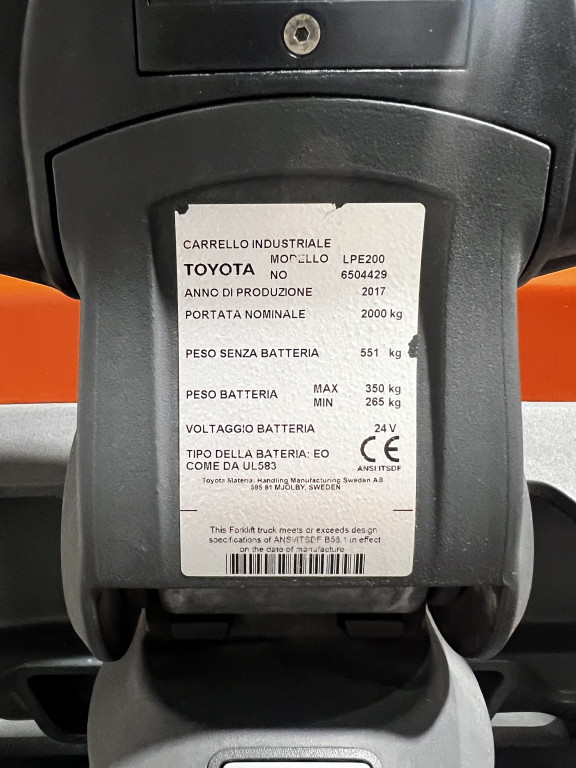 CARRELLO INDUSTRIALE
TOYOTA MODELLO LPE200
NO 6504429
ANNO DI PRODUZIONE 2017
PORTATA NOMINALE 2000 kg
PESO SENZA BATTERIA 551 kg
PESO BATTERIA MAX 350 kg
MIN 265 kg
VOLTAGGIO BATTERIA 24 V
TIPO DELLA BATERIA: EO
COME DA UL583
CE
ANSI ITSDF
Toyota Material Handling Manufacturing Sweden AB
595 81 MJÖLBY, SWEDEN
This Forklift truck meets or exceeds design
specifications of ANSI/ITSDF B56.1 in effect
on the date of manufacture